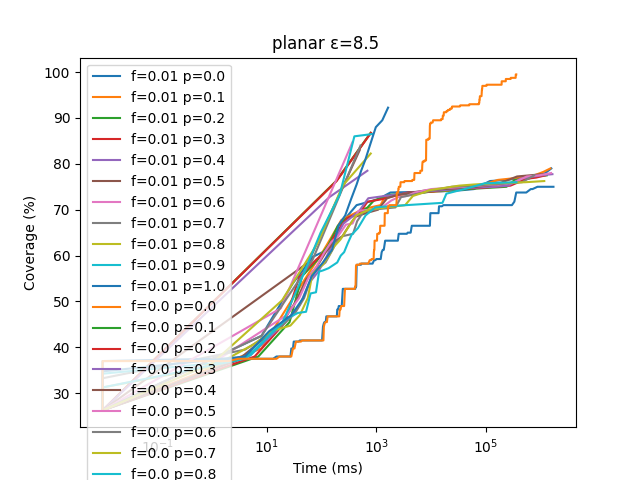 planar ε=8.5
Coverage (%)
100
90
80
70
60
50
40
30
f=0.01 p=0.0
f=0.01 p=0.1
f=0.01 p=0.2
f=0.01 p=0.3
f=0.01 p=0.4
f=0.01 p=0.5
f=0.01 p=0.6
f=0.01 p=0.7
f=0.01 p=0.8
f=0.01 p=0.9
f=0.01 p=1.0
f=0.0 p=0.0
f=0.0 p=0.1
f=0.0 p=0.2
f=0.0 p=0.3
f=0.0 p=0.4
f=0.0 p=0.5
f=0.0 p=0.6
f=0.0 p=0.7
f=0.0 p=0.8
10⁻¹ 10¹ 10³ 10⁵
Time (ms)